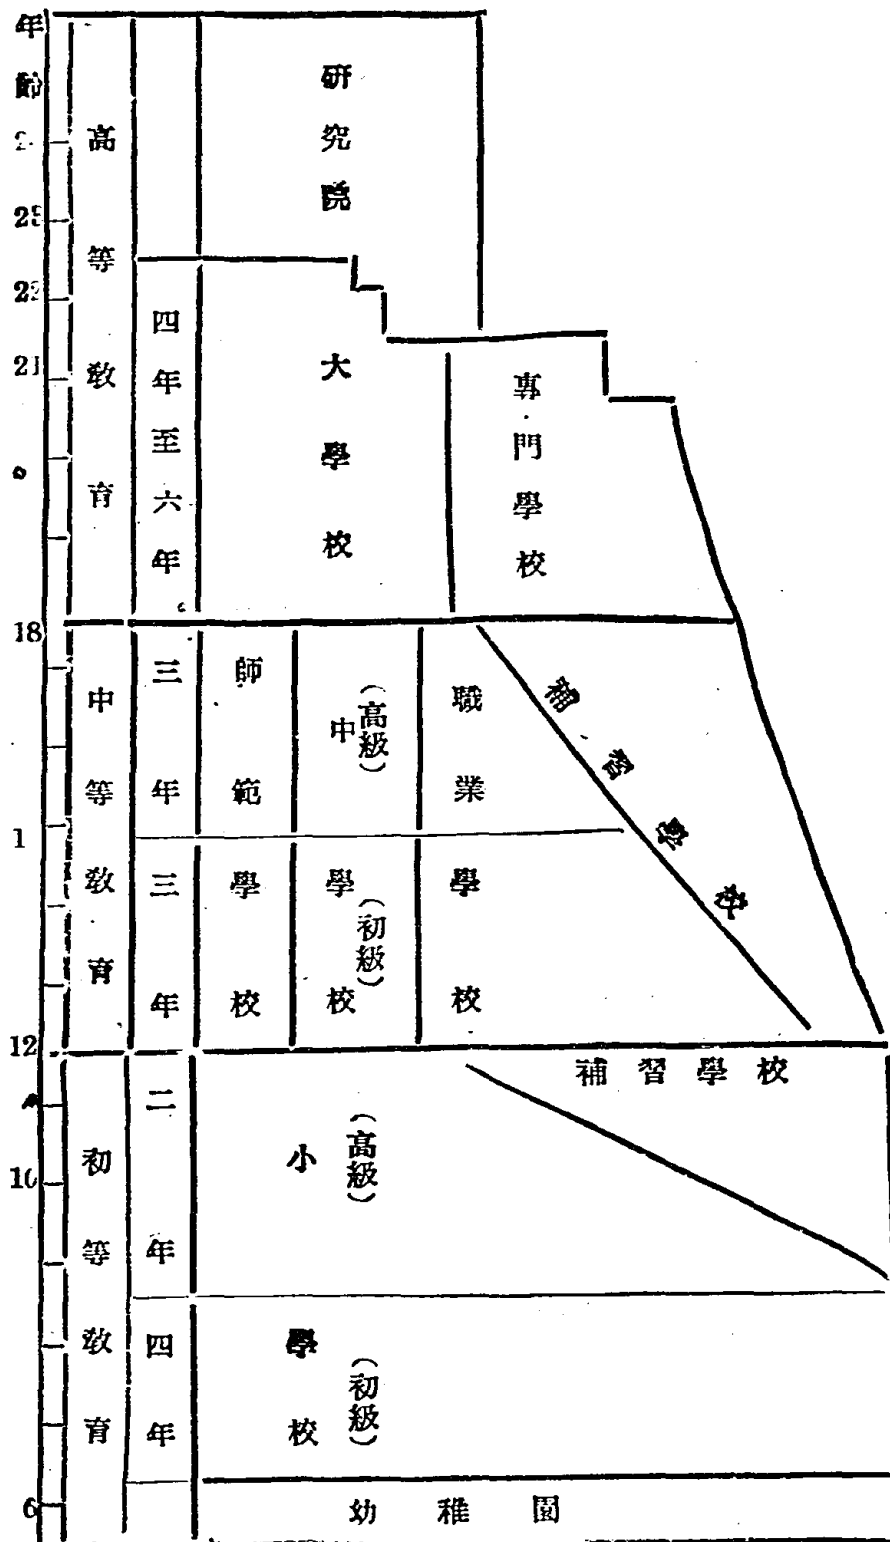 年齡
21
18
12
6
高等教育
中等教育
初等教育
四年至六年
三年
三年
二年
四年
研究院
大學校
專門學校
師範學校
中學校
(高級)
(初級)
職業學校
補習學校
補習學校
小學校
(高級)
(初級)
幼稚園